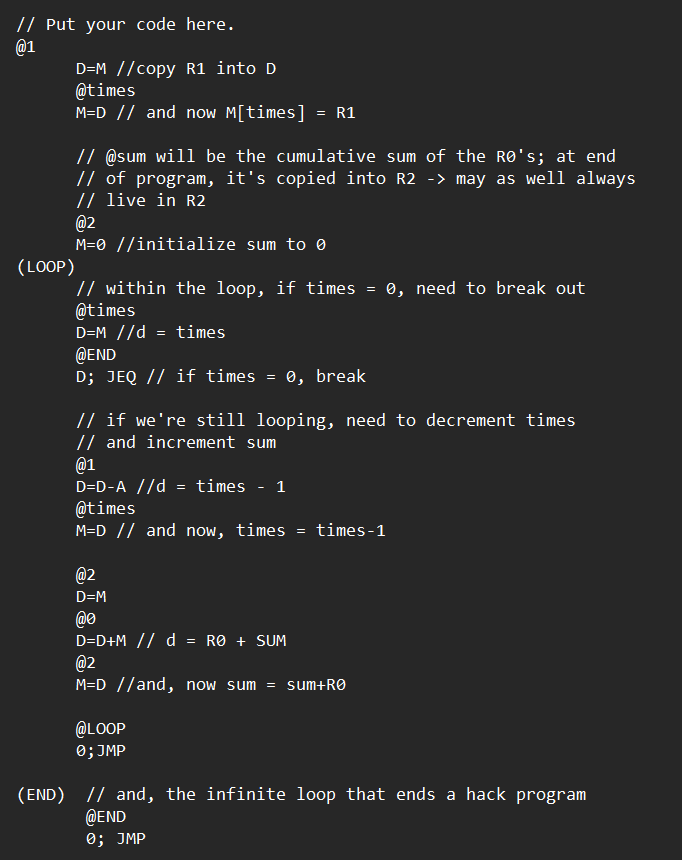 // Put your code here.
@1
D=M //copy R1 into D
@times
M=D // and now M[times] = R1
// @sum will be the cumulative sum of the R0's; at end
// of program, it's copied into R2 -> may as well always
// live in R2
@2
M=0 //initialize sum to 0
(LOOP)
// within the loop, if times = 0, need to break out
@times
D=M //d = times
@END
D; JEQ // if times = 0, break
// if we're still looping, need to decrement times
// and increment sum
@1
D=D-A //d = times - 1
@times
M=D // and now, times = times-1
@2
D=M
@0
D=D+M // d = R0 + SUM
@2
M=D //and, now sum = sum+R0
@LOOP
0;JMP
(END)  // and, the infinite loop that ends a hack program
@END
0; JMP